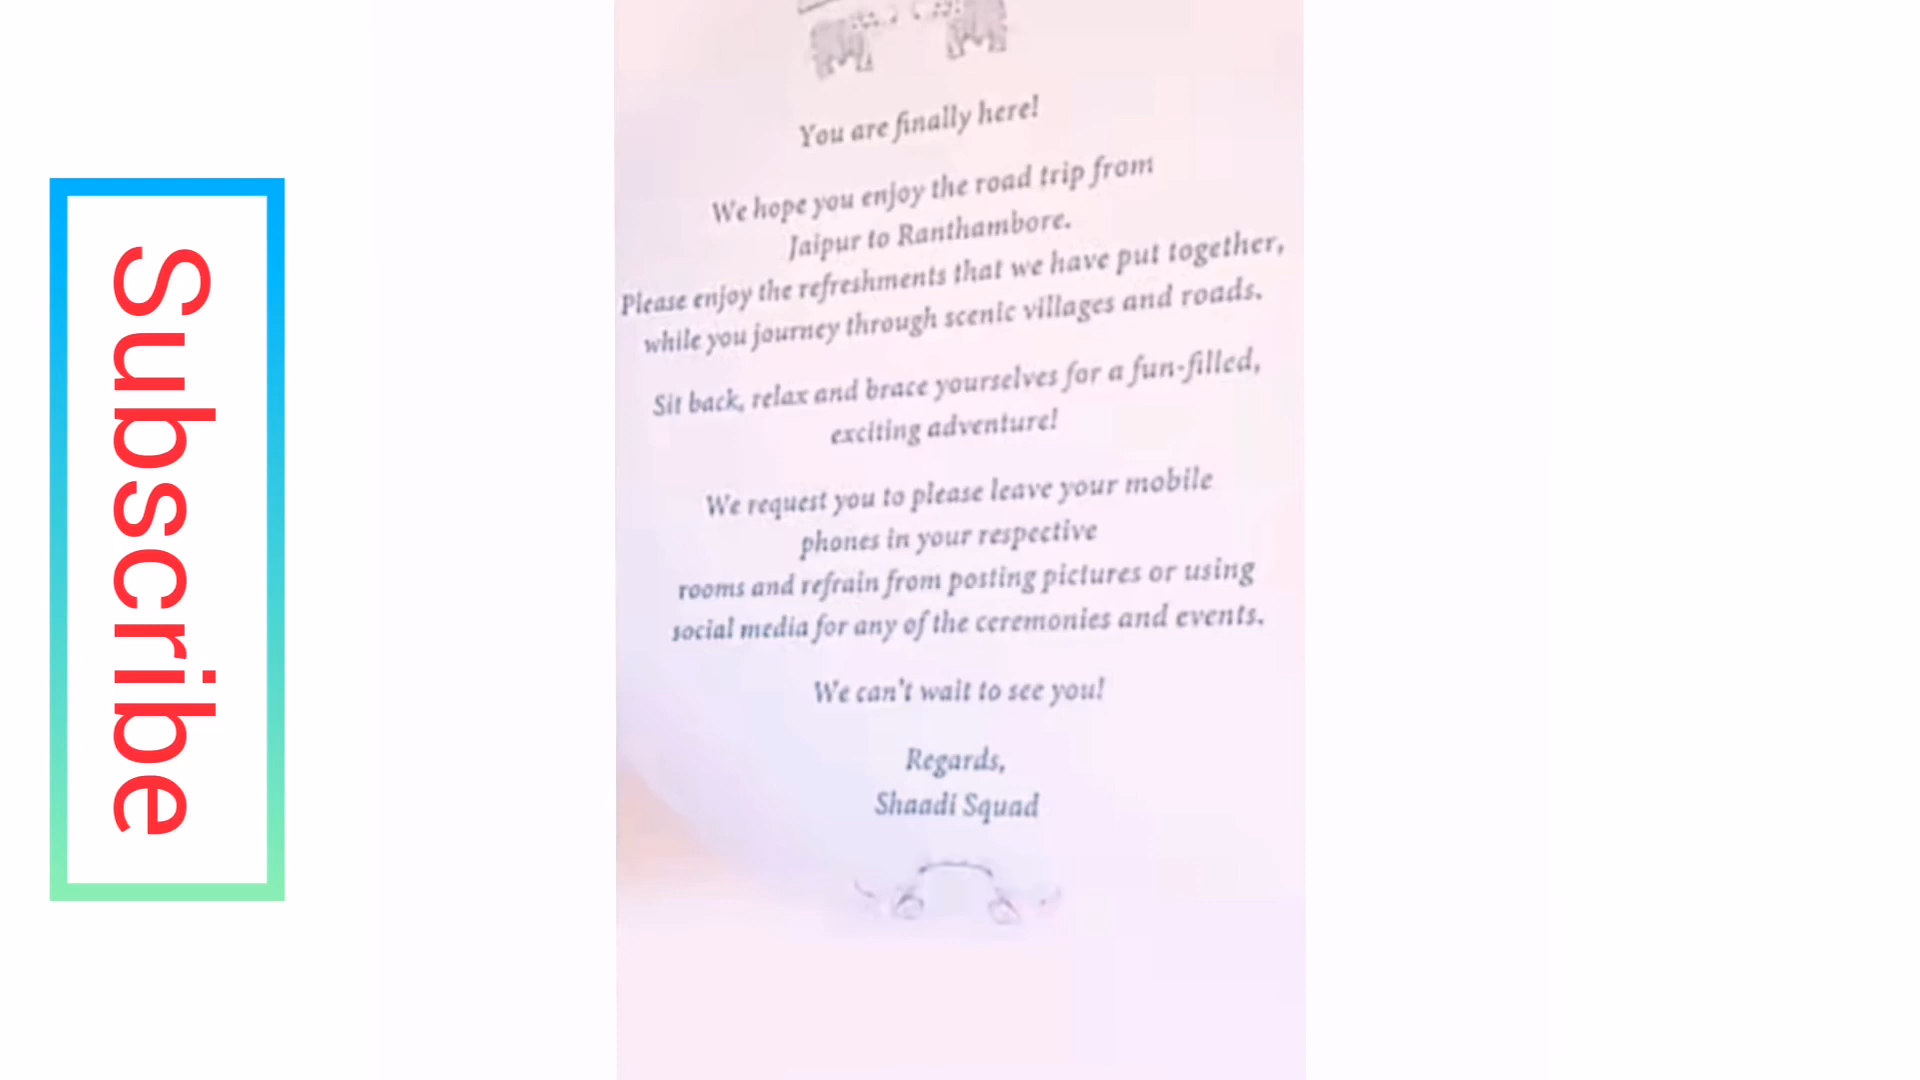 Subscribe
You are finally here!
We hope you enjoy the road trip from
Jaipur to Ranthambore.
Please enjoy the refreshments that we have put together,
while you journey through scenic villages and roads.
Sit back, relax and brace yourselves for a fun-filled,
exciting adventure!
We request you to please leave your mobile
phones in your respective
rooms and refrain from posting pictures or using
social media for any of the ceremonies and events.
We can't wait to see you!
Regards,
Shaadi Squad